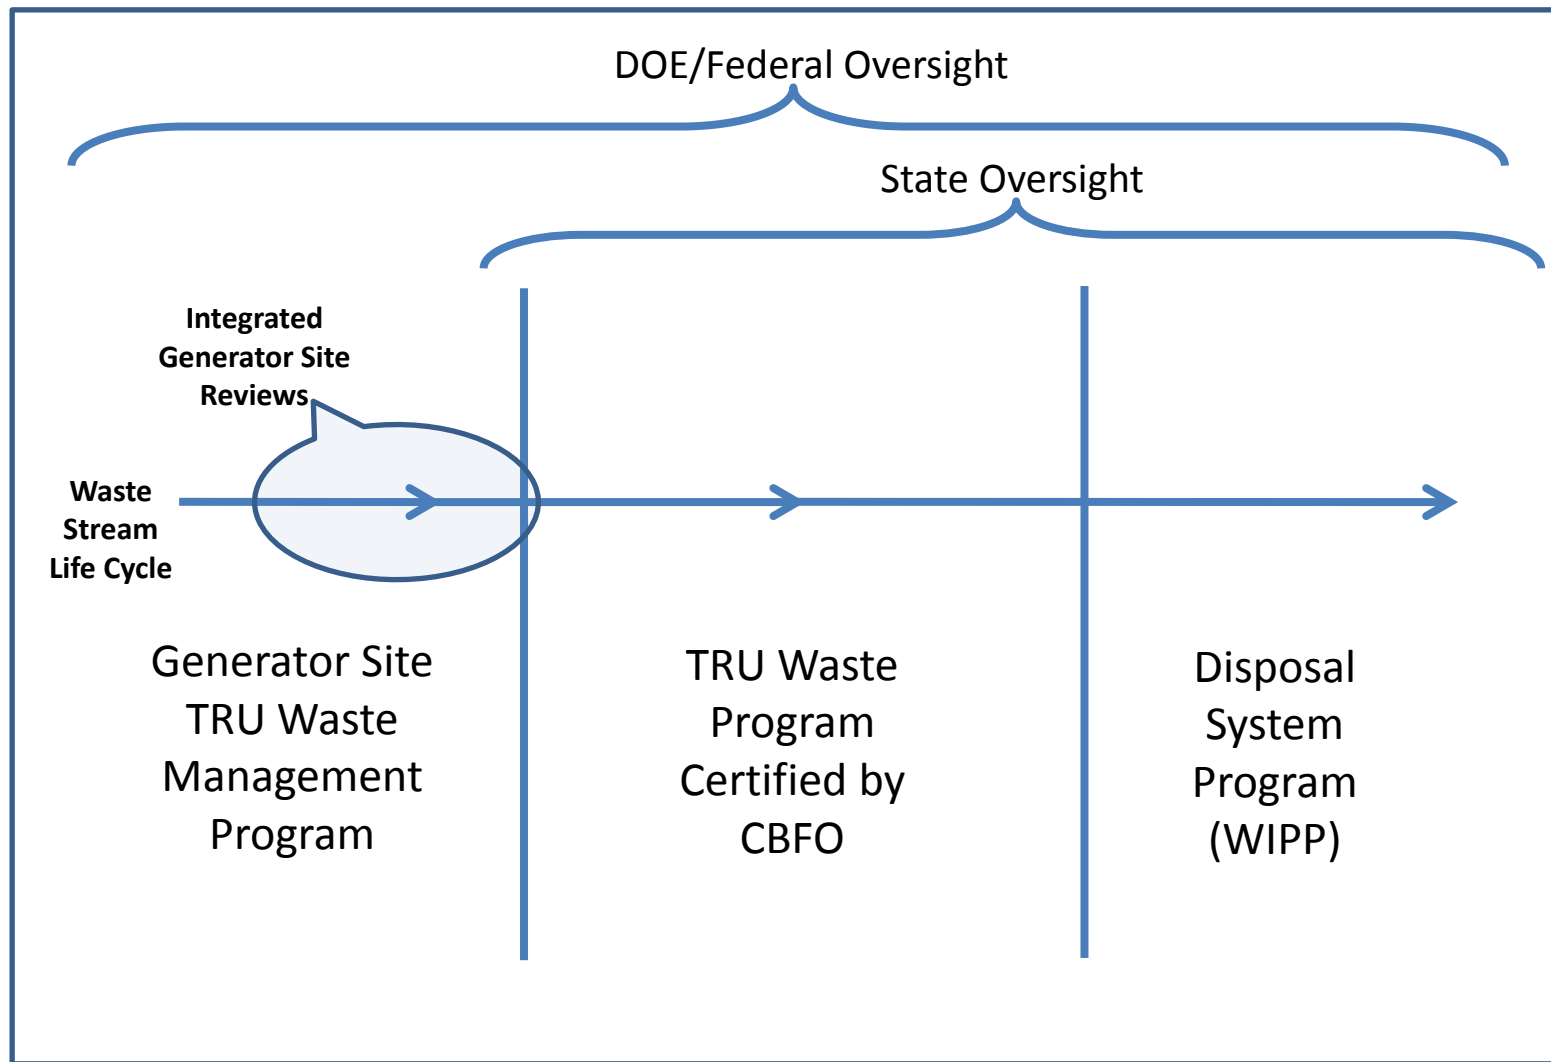 DOE/Federal Oversight
State Oversight
Integrated
Generator Site
Reviews
Waste
Stream
Life Cycle
Generator Site
TRU Waste
Management
Program
TRU Waste
Program
Certified by
CBFO
Disposal
System
Program
(WIPP)